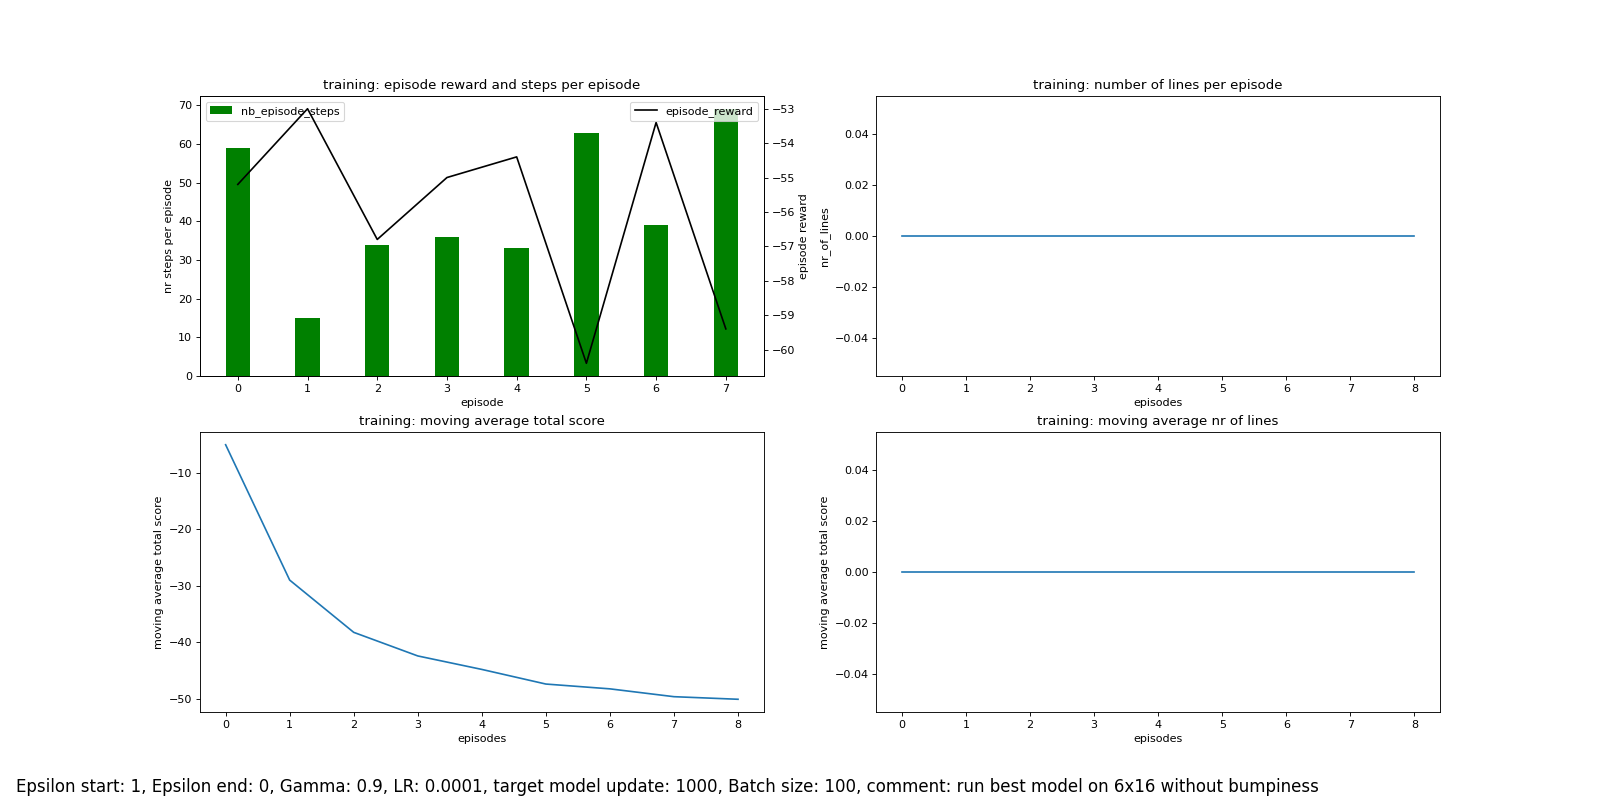 training: episode reward and steps per episode
nb_episode_steps
episode_reward
nr steps per episode
70
60
50
40
30
20
10
0
−53
−54
−55
−56
−57
−58
−59
−60
episode reward
0 1 2 3 4 5 6 7
episode
training: number of lines per episode
nr_of_lines
0.04
0.02
0.00
−0.02
−0.04
0 1 2 3 4 5 6 7 8
episodes
training: moving average total score
moving average total score
−10
−20
−30
−40
−50
0 1 2 3 4 5 6 7 8
episodes
training: moving average nr of lines
moving average total score
0.04
0.02
0.00
−0.02
−0.04
0 1 2 3 4 5 6 7 8
episodes
Epsilon start: 1, Epsilon end: 0, Gamma: 0.9, LR: 0.0001, target model update: 1000, Batch size: 100, comment: run best model on 6x16 without bumpiness